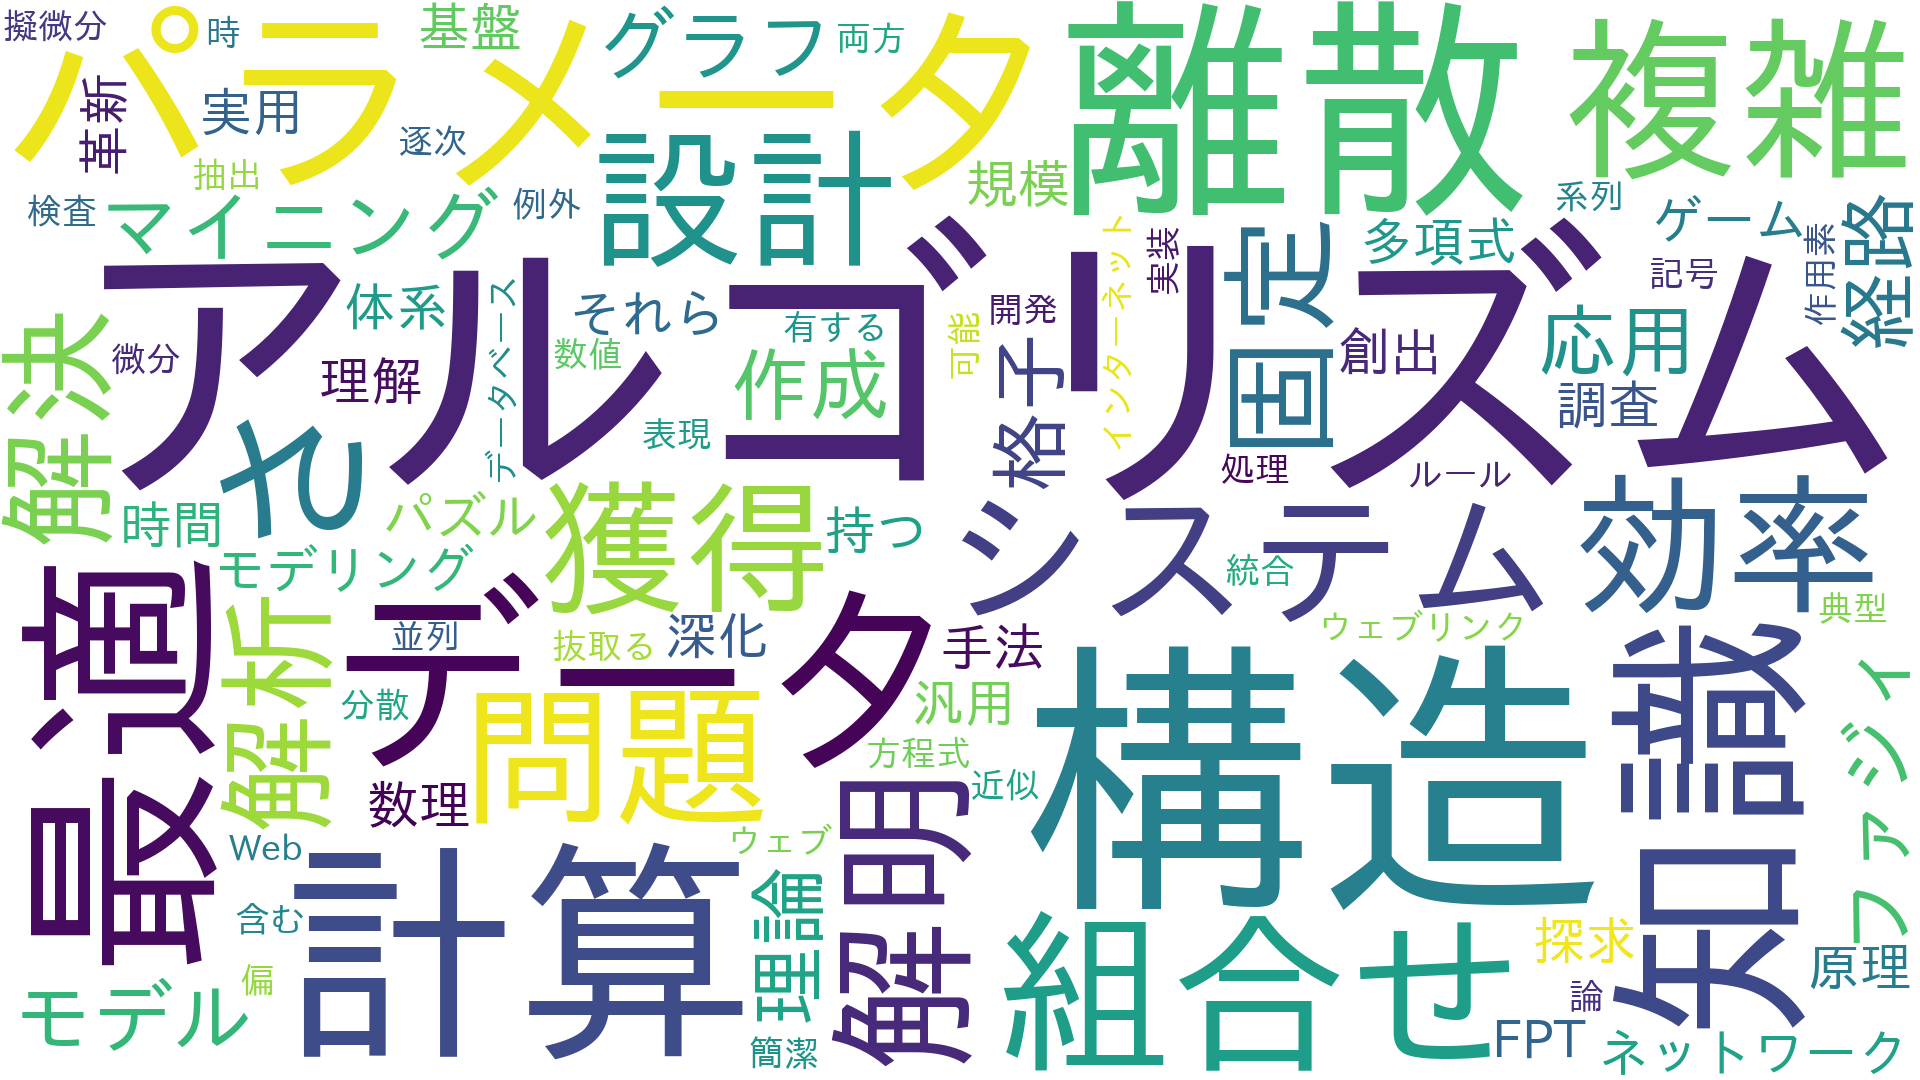 擬微分
時
パラメータ
基盤
グラフ
両方
離散
複雑
革新
実用
逐次
設計
抽出
規模
検査
マイニング
例外
系列
ゲーム
経路
多項式
インターネット
実装
固定
作用素
記号
アルゴリズム
体系
データベース
それら
有する
開発
可能
微分
数値
作成
格子
創出
応用
解決
理解
調査
れ
表現
処理
ルール
時間
パズル
獲得
持つ
システム
効率
モデリング
統合
最適
解析
データ
並列
抜取る
深化
手法
ウェブリンク
典型
分散
問題
汎用
構造
知識
ファジィ
方程式
近似
数理
解明
ウェブ
Web
計算
理論
含む
組合せ
探求
偏
原理
論
モデル
簡潔
FPT
ネットワーク